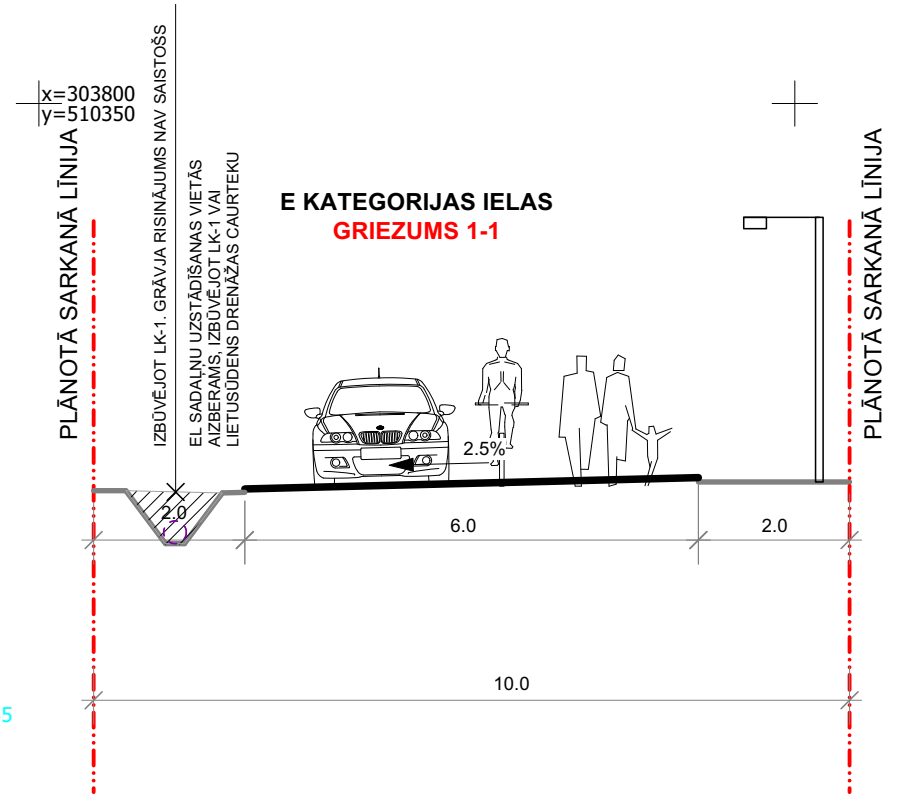 x=303800
y=510350
PLĀNOTĀ SARKANĀ LĪNIJA
IZBŪVĒJOT LK-1. GRĀVJA RISINĀJUMS NAV SAISTOŠS
EL SADALŅU UZSTĀDĪŠANAS VIETĀS
AIZBERAMS, IZBŪVĒJOT LK-1 VAI
LIETUSŪDENS DRENĀŽAS CAURTEKU
E KATEGORIJAS IELAS
GRIEZUMS 1-1
PLĀNOTĀ SARKANĀ LĪNIJA
2.5%
2.0
6.0
2.0
10.0
5